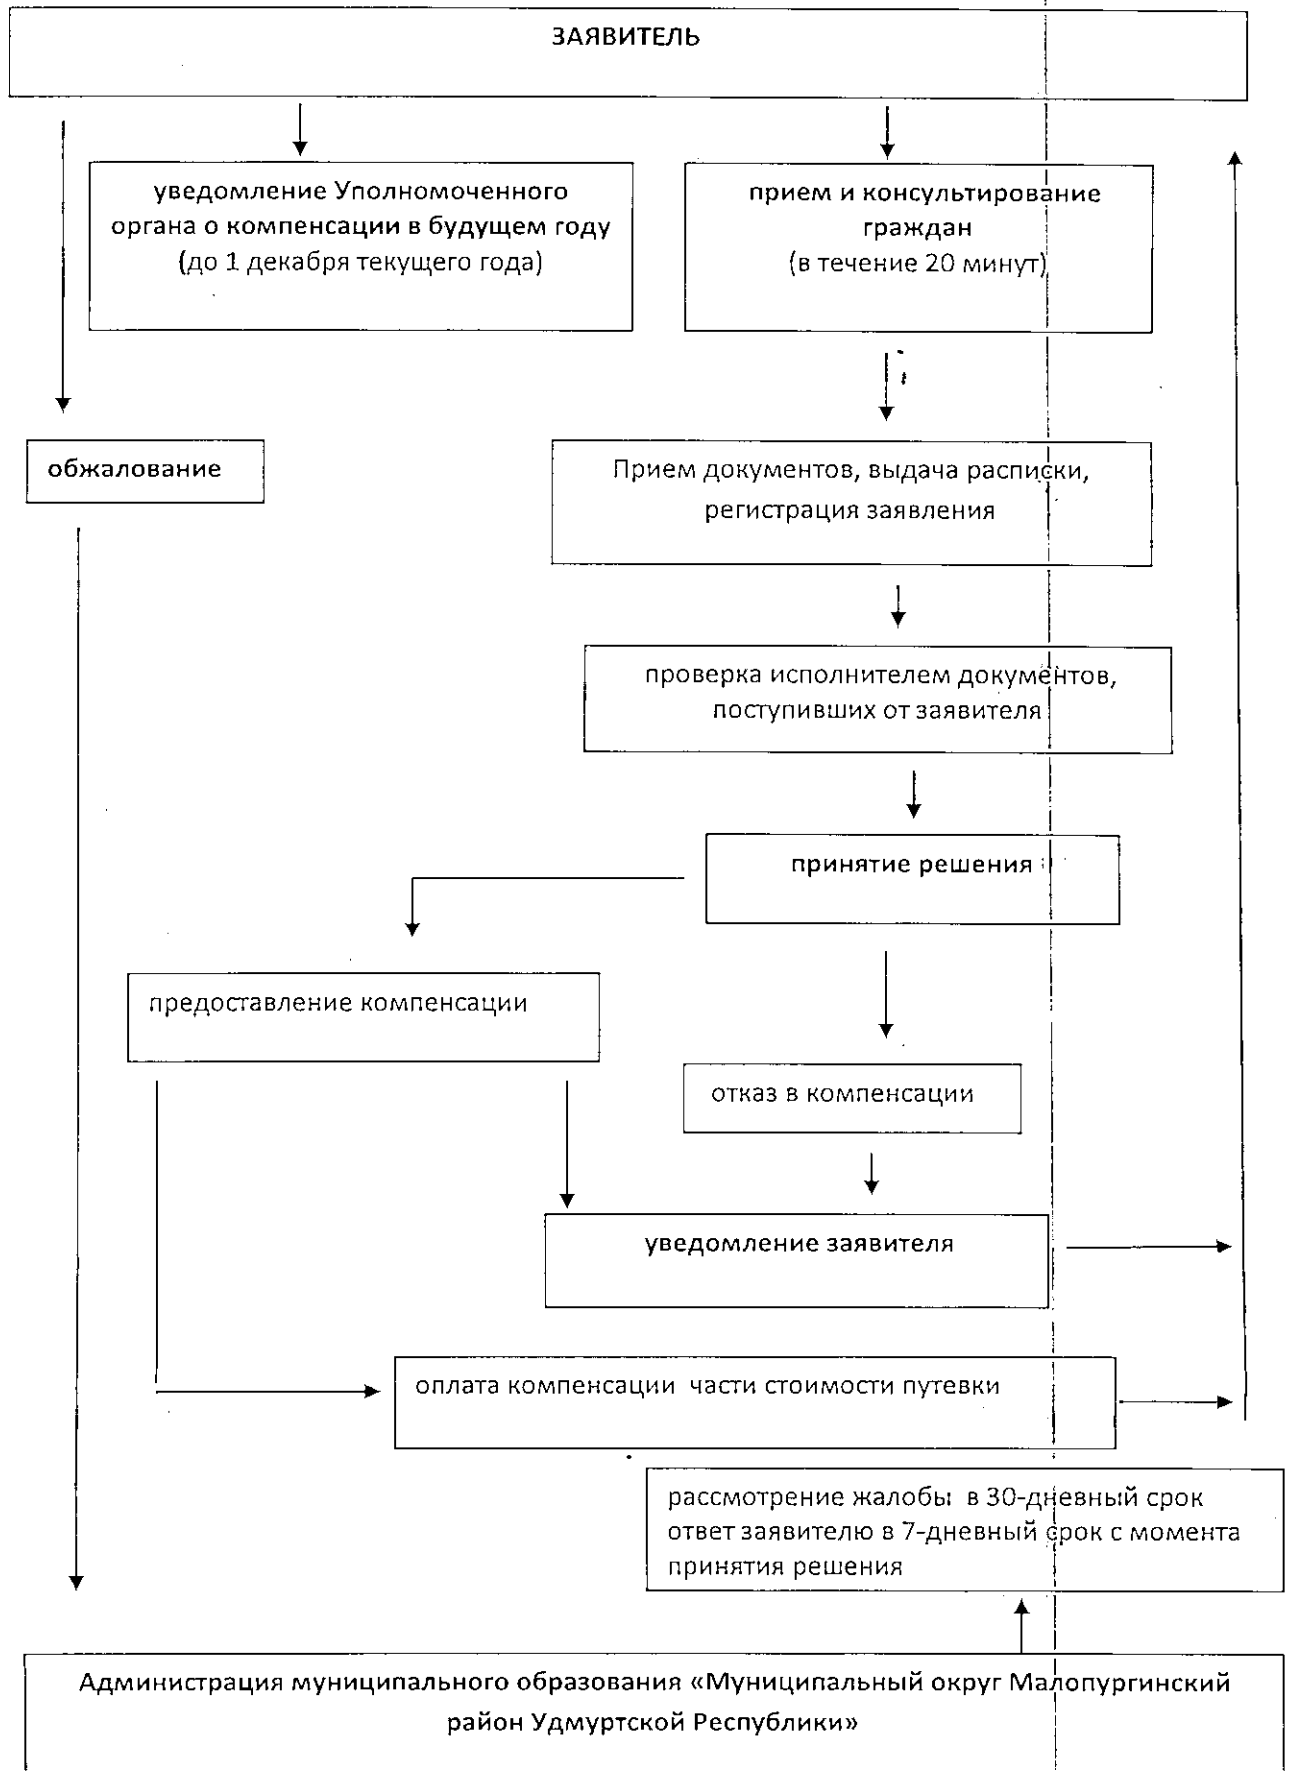 ЗАЯВИТЕЛЬ
уведомление Уполномоченного
органа о компенсации в будущем году
(до 1 декабря текущего года)
прием и консультирование
граждан
(в течение 20 минут)
обжалование
Прием документов, выдача расписки,
регистрация заявления
проверка исполнителем документов,
поступивших от заявителя
принятие решения
предоставление компенсации
отказ в компенсации
уведомление заявителя
оплата компенсации части стоимости путевки
рассмотрение жалобы в 30-дневный срок
ответ заявителю в 7-дневный срок с момента
принятия решения
Администрация муниципального образования «Муниципальный округ Малопургинский
район Удмуртской Республики»